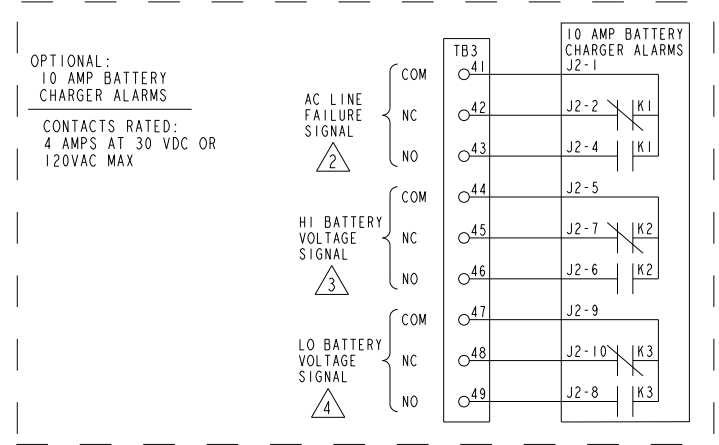 OPTIONAL:
10 AMP BATTERY
CHARGER ALARMS
CONTACTS RATED:
4 AMPS AT 30 VDC OR
120VAC MAX
AC LINE
FAILURE
SIGNAL
2
HI BATTERY
VOLTAGE
SIGNAL
3
LO BATTERY
VOLTAGE
SIGNAL
4
COM
NC
NO
COM
NC
NO
COM
NC
NO
TB3
41
42
43
44
45
46
47
48
49
10 AMP BATTERY
CHARGER ALARMS
J2-1
J2-2 K1
J2-4 K1
J2-5
J2-7 K2
J2-6 K2
J2-9
J2-10 K3
J2-8 K3